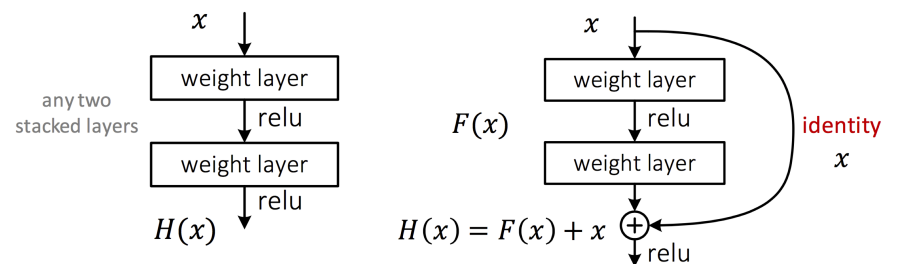 x
weight layer
any two
stacked layers
relu
weight layer
relu
H(x)
x
weight layer
F(x)
relu
identity
x
weight layer
H(x) = F(x) + x
+
relu